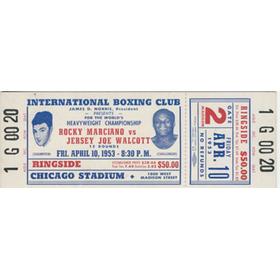 1 G 00 20
INTERNATIONAL BOXING CLUB
JAMES D. NORRIS, President
PRESENTS
FOR THE WORLD'S
HEAVYWEIGHT CHAMPIONSHIP
ROCKY MARCIANO VS
JERSEY JOE WALCOTT
15 ROUNDS
FRI. APRIL 10, 1953 - 8:30 P. M.
RINGSIDE
$50.00
CHICAGO STADIUM
1800 WEST
MADISON STREET
GATE
2
FRIDAY
APR. 10
1953
NO REFUNDS
RINGSIDE
$50.00
1 G 00 20